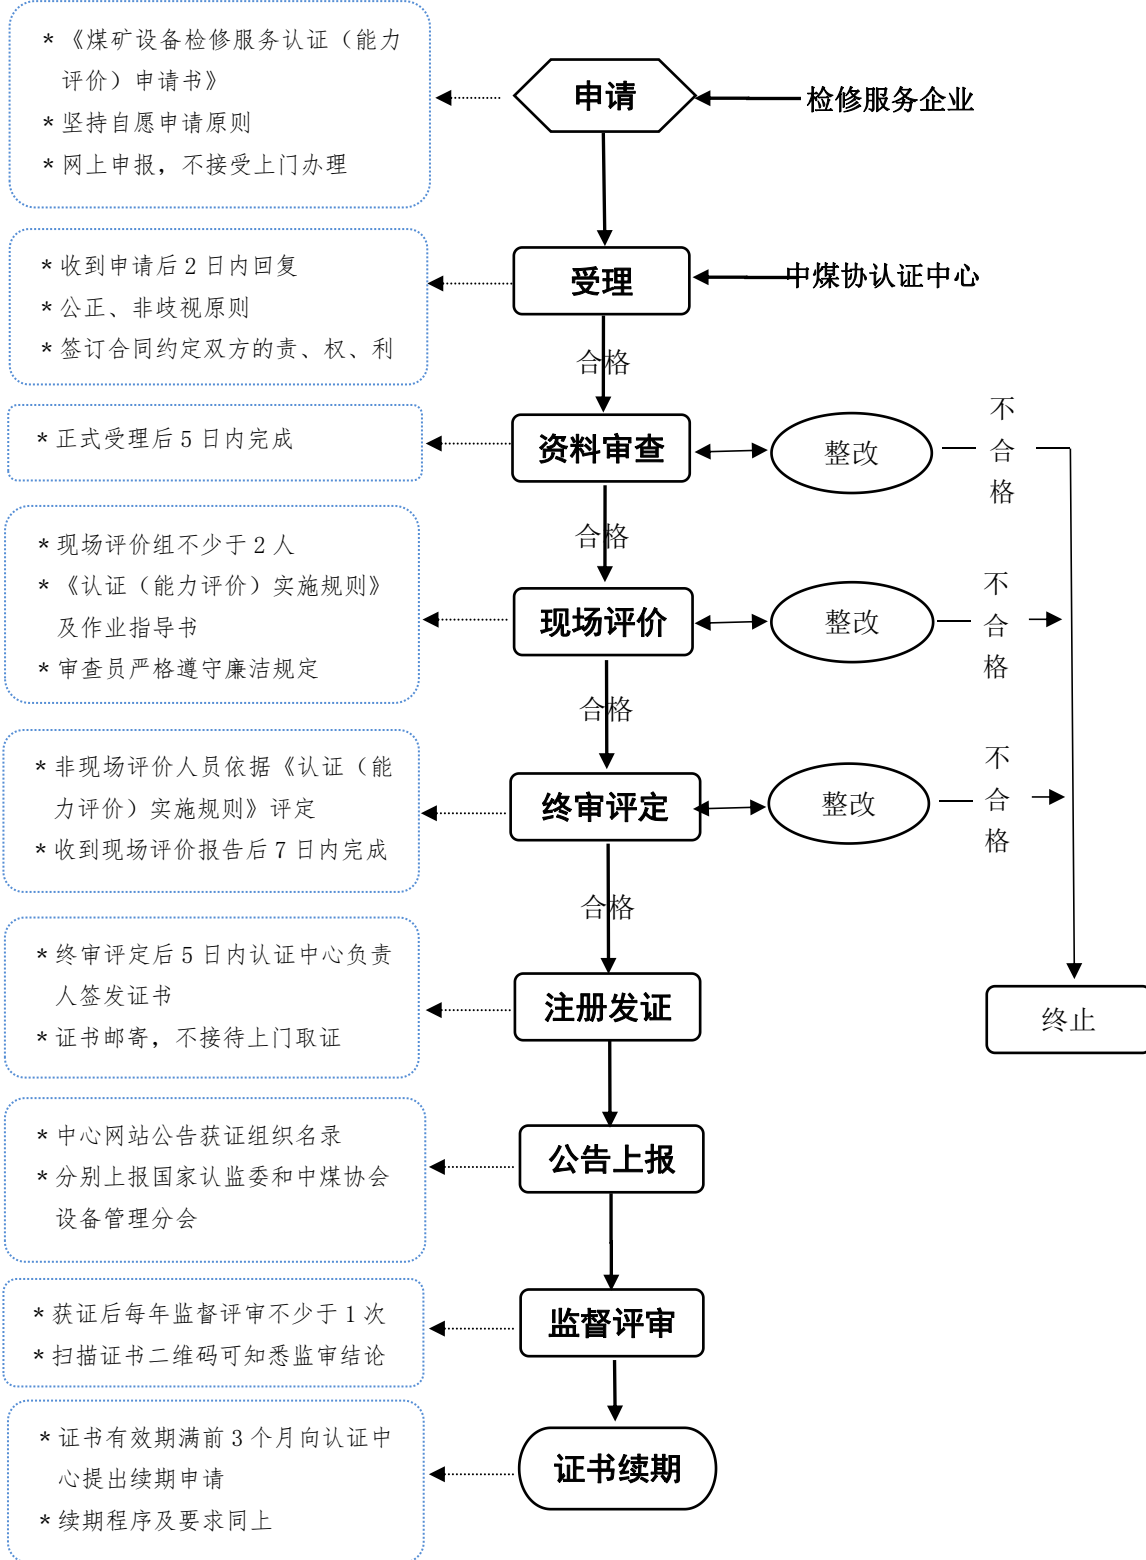 * 《煤矿设备检修服务认证（能力
评价）申请书》
* 坚持自愿申请原则
* 网上申报，不接受上门办理
申请
检修服务企业
* 收到申请后 2 日内回复
* 公正、非歧视原则
* 签订合同约定双方的责、权、利
受理
中煤协认证中心
合格
* 正式受理后 5 日内完成
资料审查
整改
不
合
格
合格
* 现场评价组不少于 2 人
* 《认证（能力评价）实施规则》
及作业指导书
* 审查员严格遵守廉洁规定
现场评价
整改
不
合
格
合格
* 非现场评价人员依据《认证（能
力评价）实施规则》评定
* 收到现场评价报告后 7 日内完成
终审评定
整改
不
合
格
合格
* 终审评定后 5 日内认证中心负责
人签发证书
* 证书邮寄，不接待上门取证
注册发证
终止
* 中心网站公告获证组织名录
* 分别上报国家认监委和中煤协会
设备管理分会
公告上报
* 获证后每年监督评审不少于 1 次
* 扫描证书二维码可知悉监审结论
监督评审
* 证书有效期满前 3 个月向认证中
心提出续期申请
* 续期程序及要求同上
证书续期